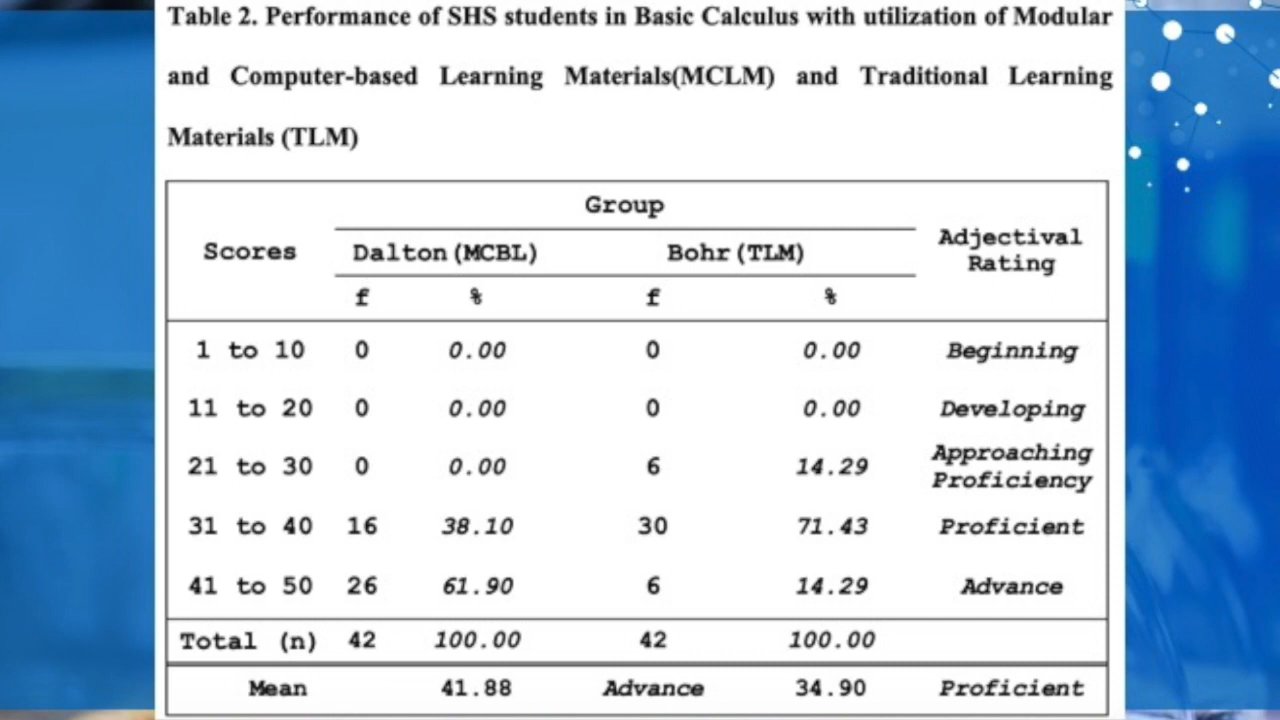 Table 2. Performance of SHS students in Basic Calculus with utilization of Modular
and Computer-based Learning Materials(MCLM) and Traditional Learning
Materials (TLM)
Group
Scores Dalton(MCBL) Bohr(TLM) Adjectival Rating
f % f %
1 to 10 0 0.00 0 0.00 Beginning
11 to 20 0 0.00 0 0.00 Developing
21 to 30 0 0.00 6 14.29 Approaching Proficiency
31 to 40 16 38.10 30 71.43 Proficient
41 to 50 26 61.90 6 14.29 Advance
Total (n) 42 100.00 42 100.00
Mean 41.88 Advance 34.90 Proficient